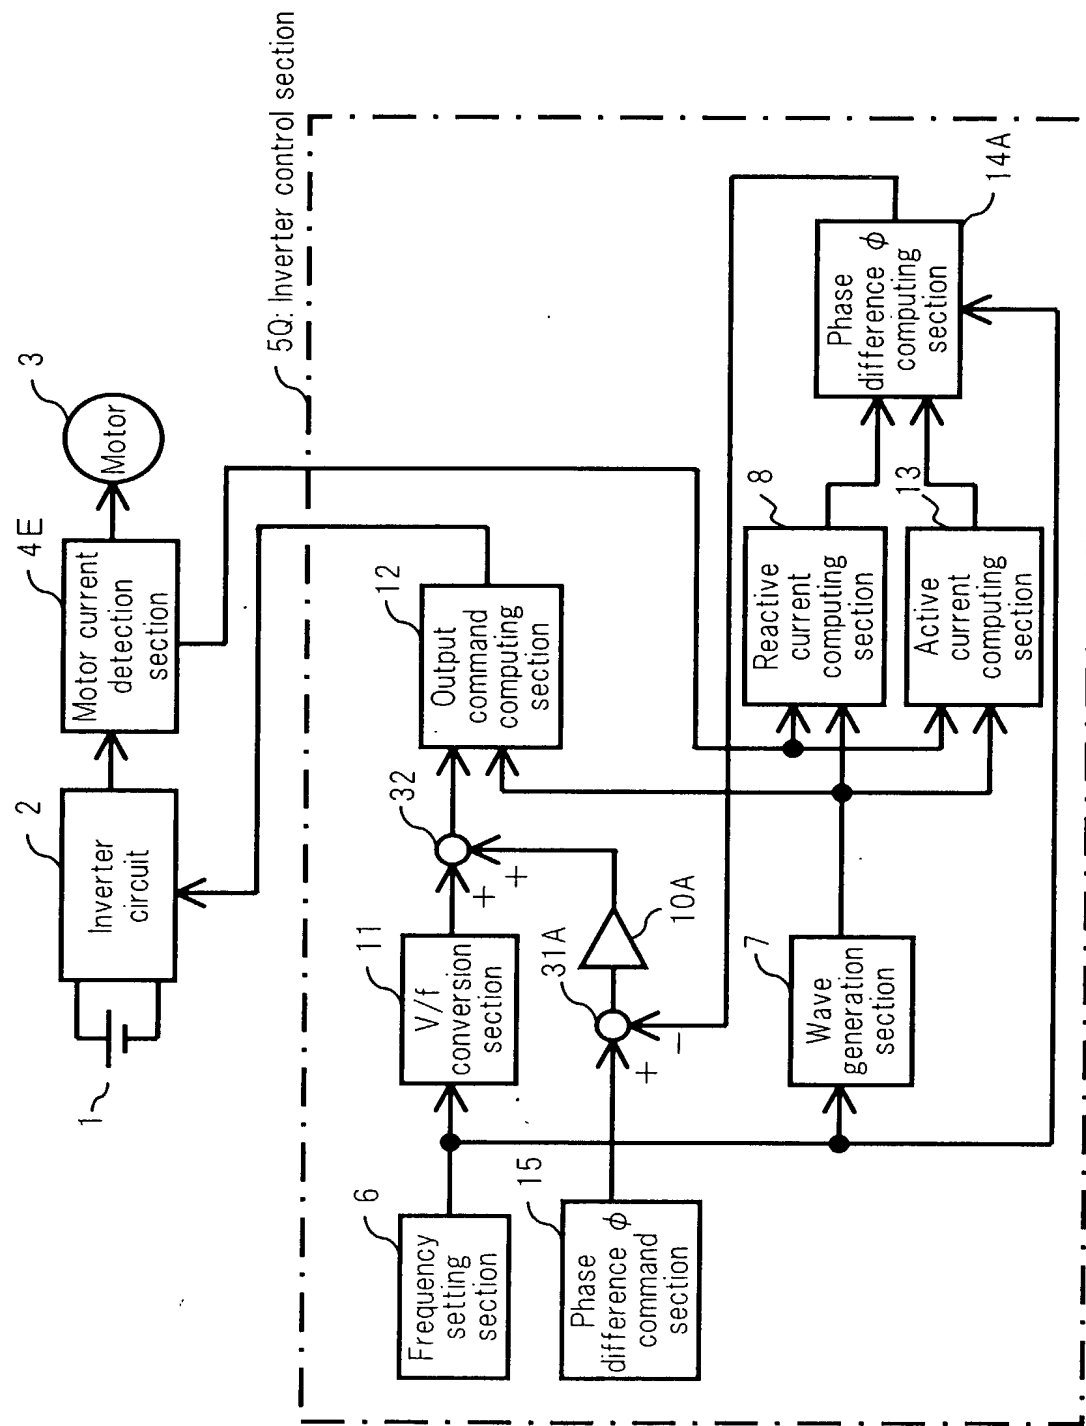 1
2
Inverter
circuit
4E
Motor current
detection
section
3
Motor
5Q: Inverter control section
6
Frequency
setting
section
11
V/f
conversion
section
32
+
+
12
Output
command
computing
section
15
Phase
difference ϕ
command
section
31A
+
-
10A
7
Wave
generation
section
8
Reactive
current
computing
section
13
Active
current
computing
section
14A
Phase
difference ϕ
computing
section